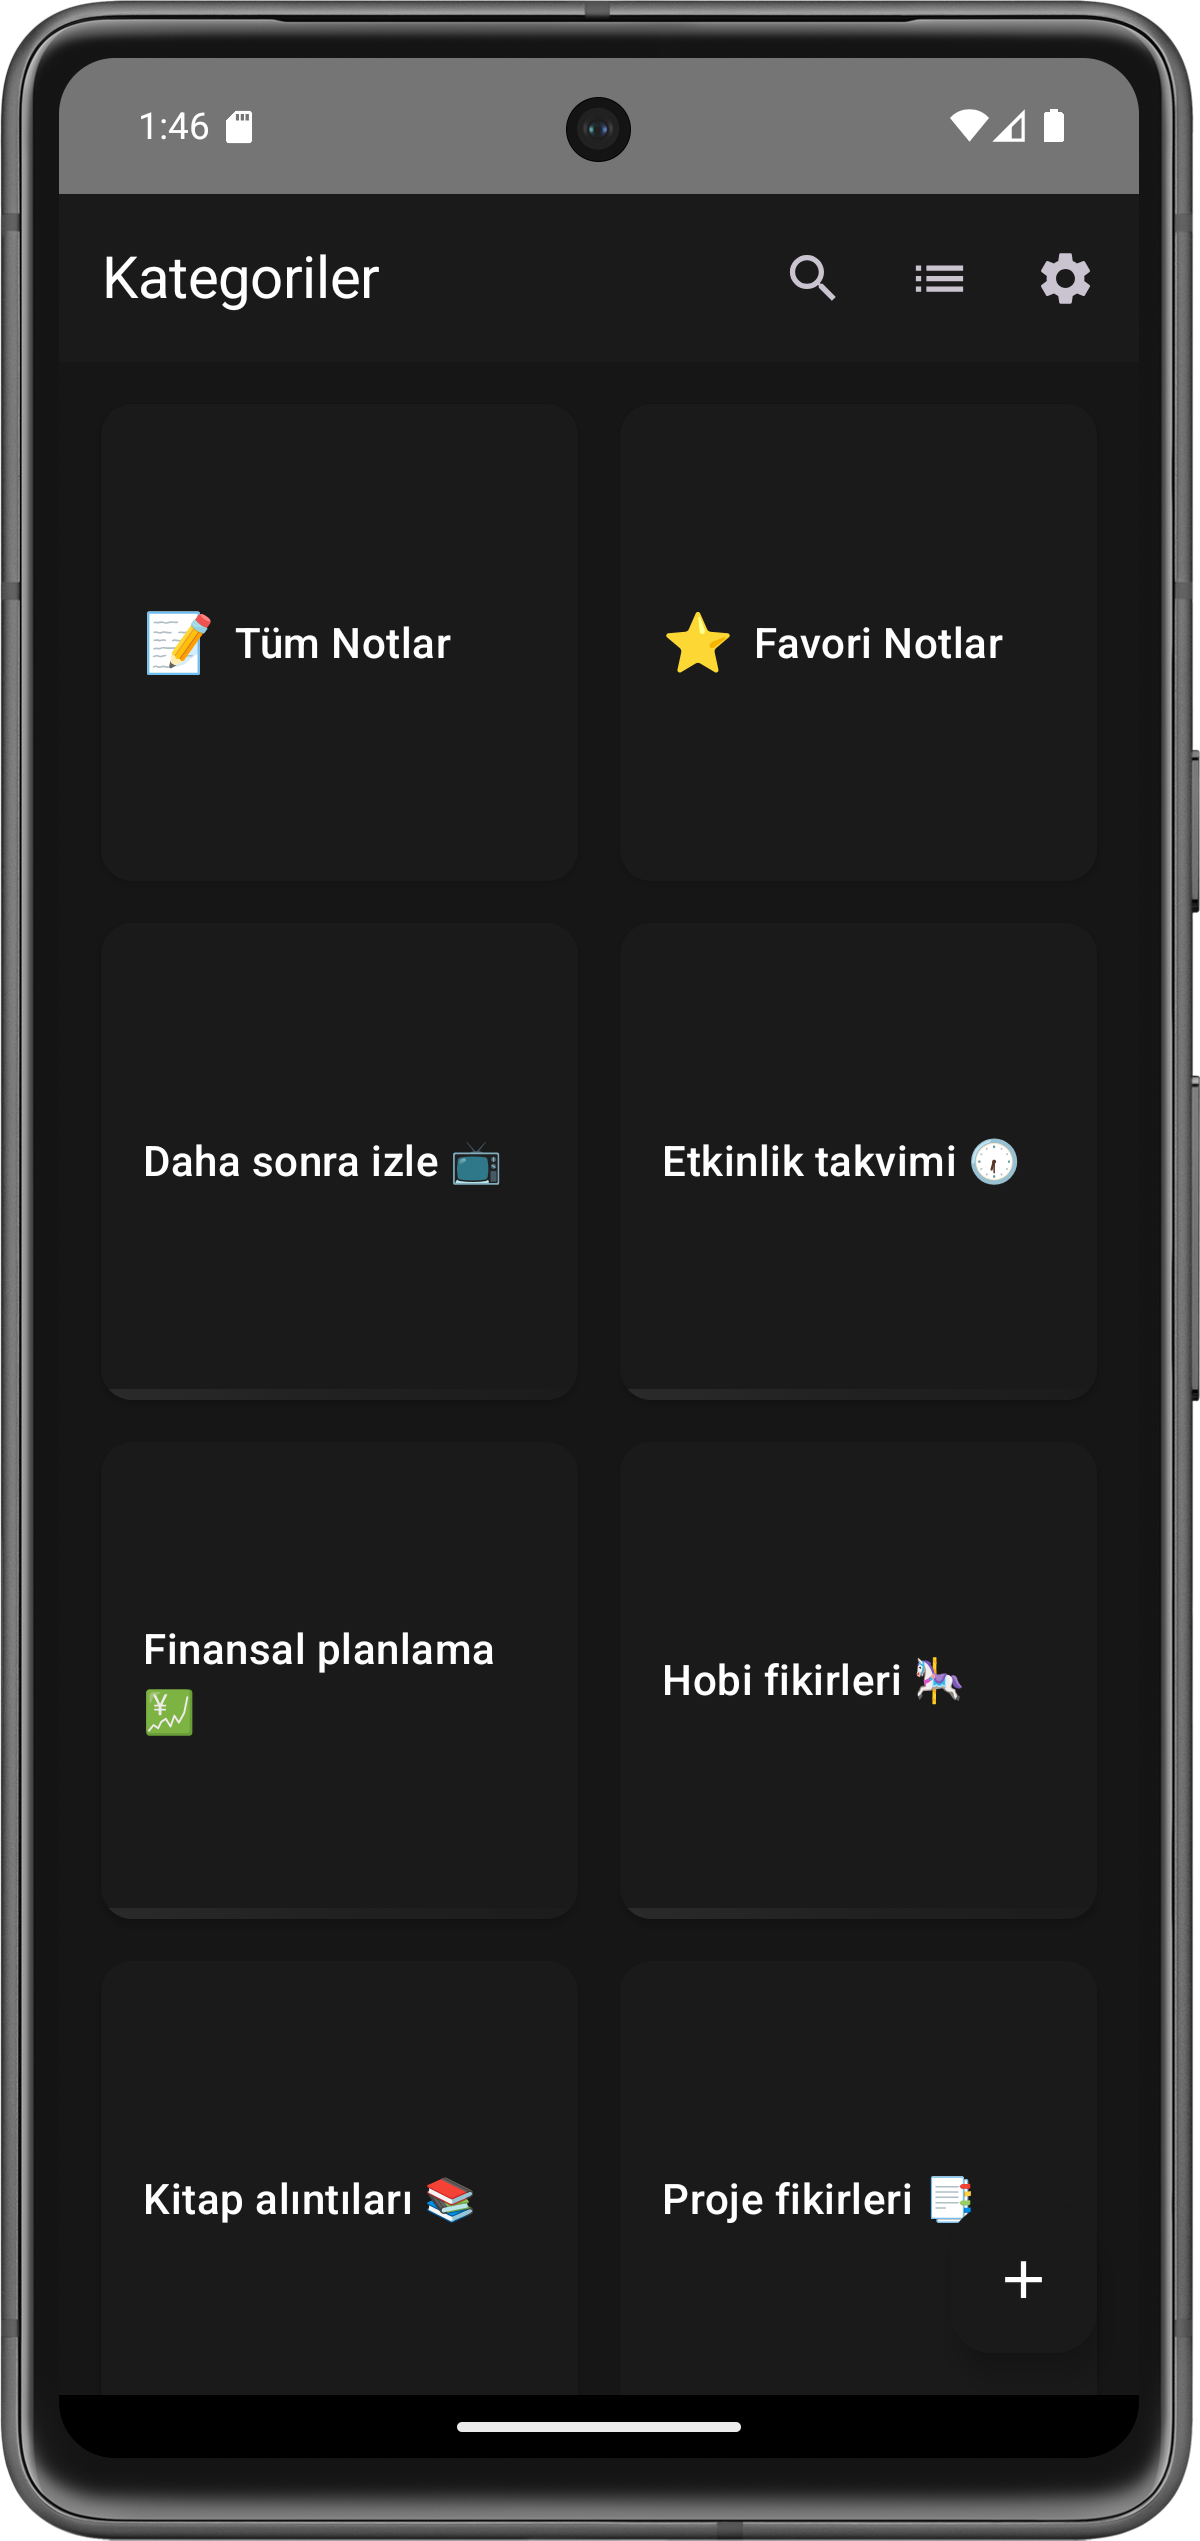 1:46
Kategoriler
📝 Tüm Notlar
⭐ Favori Notlar
Daha sonra izle 📺
Etkinlik takvimi 🕡
Finansal planlama
💹
Hobi fikirleri 🎠
Kitap alıntıları 📚
Proje fikirleri 📑
+